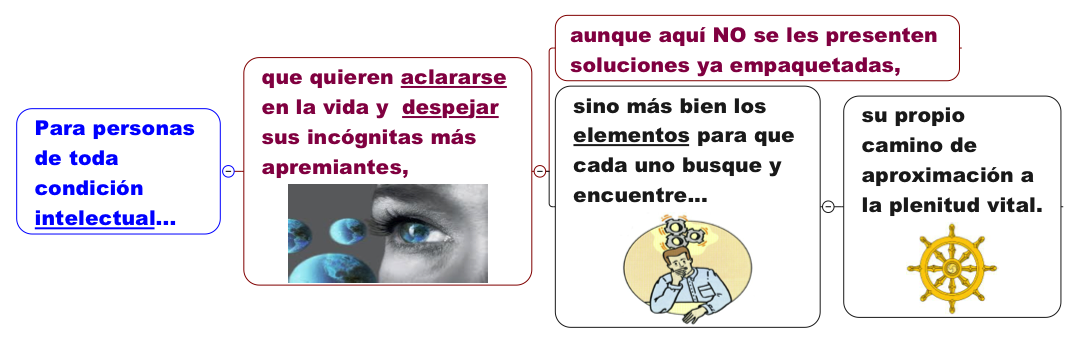 Para personas
de toda
condición
intelectual...
que quieren aclararse
en la vida y despejar
sus incógnitas más
apremiantes,
aunque aquí NO se les presenten
soluciones ya empaquetadas,
sino más bien los
elementos para que
cada uno busque y
encuentre...
su propio
camino de
aproximación a
la plenitud vital.